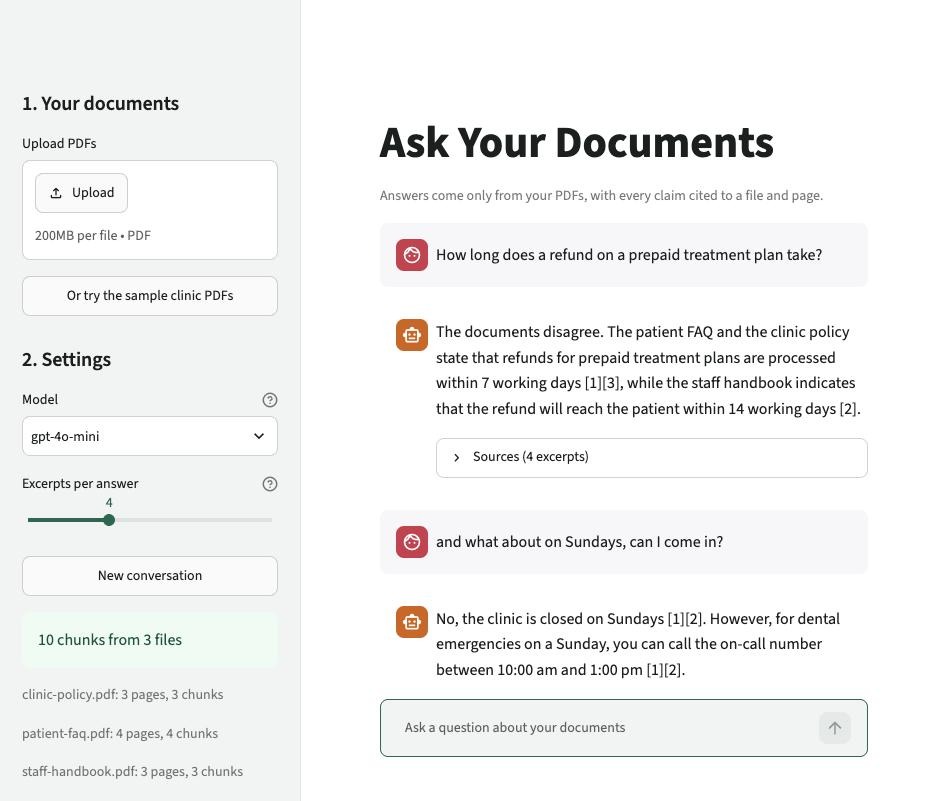 1. Your documents
Upload PDFs
Upload
200MB per file • PDF
Or try the sample clinic PDFs
2. Settings
Model
gpt-4o-mini
Excerpts per answer
4
New conversation
10 chunks from 3 files
clinic-policy.pdf: 3 pages, 3 chunks
patient-faq.pdf: 4 pages, 4 chunks
staff-handbook.pdf: 3 pages, 3 chunks
Ask Your Documents
Answers come only from your PDFs, with every claim cited to a file and page.
How long does a refund on a prepaid treatment plan take?
The documents disagree. The patient FAQ and the clinic policy
state that refunds for prepaid treatment plans are processed
within 7 working days [1][3], while the staff handbook indicates
that the refund will reach the patient within 14 working days [2].
Sources (4 excerpts)
and what about on Sundays, can I come in?
No, the clinic is closed on Sundays [1][2]. However, for dental
emergencies on a Sunday, you can call the on-call number
between 10:00 am and 1:00 pm [1][2].
Ask a question about your documents